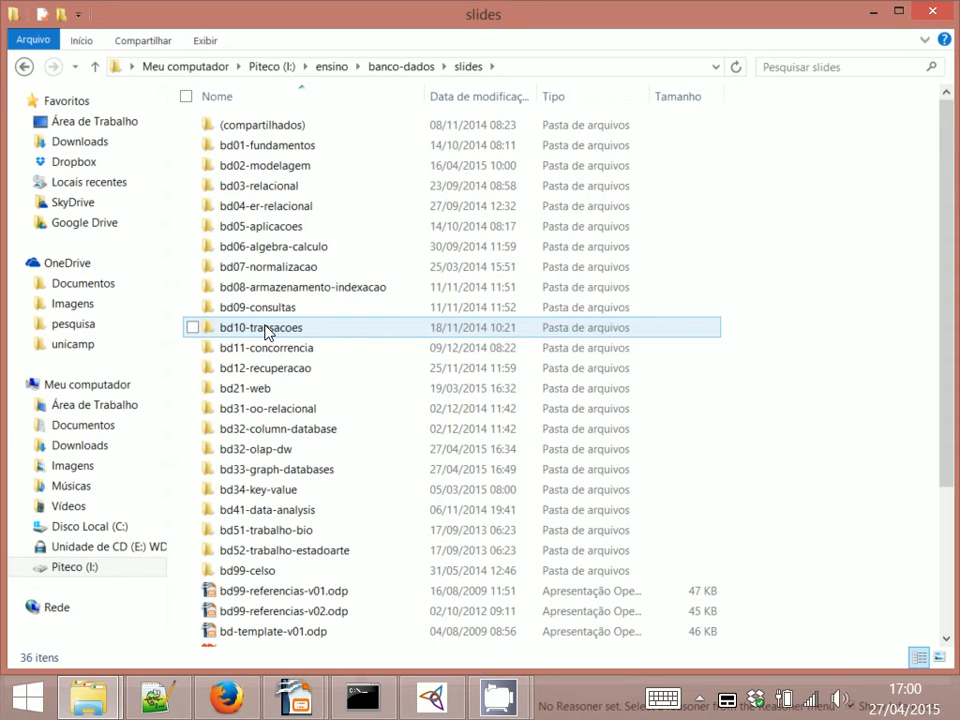 slides
Arquivo Início Compartilhar Exibir
Meu computador Piteco (I:) ensino banco-dados slides Pesquisar slides
Favoritos
Área de Trabalho
Downloads
Dropbox
Locais recentes
SkyDrive
Google Drive
OneDrive
Documentos
Imagens
pesquisa
unicamp
Meu computador
Área de Trabalho
Documentos
Downloads
Imagens
Músicas
Vídeos
Disco Local (C:)
Unidade de CD (E:) WD
Piteco (I:)
Rede
Nome Data de modificaç... Tipo Tamanho
(compartilhados) 08/11/2014 08:23 Pasta de arquivos
bd01-fundamentos 14/10/2014 08:11 Pasta de arquivos
bd02-modelagem 16/04/2015 10:00 Pasta de arquivos
bd03-relacional 23/09/2014 08:58 Pasta de arquivos
bd04-er-relacional 27/09/2014 12:32 Pasta de arquivos
bd05-aplicacoes 14/10/2014 08:17 Pasta de arquivos
bd06-algebra-calculo 30/09/2014 11:59 Pasta de arquivos
bd07-normalizacao 25/03/2014 15:51 Pasta de arquivos
bd08-armazenamento-indexacao 11/11/2014 11:51 Pasta de arquivos
bd09-consultas 11/11/2014 11:52 Pasta de arquivos
bd10-transacoes 18/11/2014 10:21 Pasta de arquivos
bd11-concorrencia 09/12/2014 08:22 Pasta de arquivos
bd12-recuperacao 25/11/2014 11:59 Pasta de arquivos
bd21-web 19/03/2015 16:32 Pasta de arquivos
bd31-oo-relacional 02/12/2014 11:42 Pasta de arquivos
bd32-column-database 02/12/2014 11:42 Pasta de arquivos
bd32-olap-dw 27/04/2015 16:34 Pasta de arquivos
bd33-graph-databases 27/04/2015 16:49 Pasta de arquivos
bd34-key-value 05/03/2015 08:00 Pasta de arquivos
bd41-data-analysis 06/11/2014 19:41 Pasta de arquivos
bd51-trabalho-bio 17/09/2013 06:23 Pasta de arquivos
bd52-trabalho-estadoarte 17/09/2013 06:23 Pasta de arquivos
bd99-celso 31/05/2014 12:46 Pasta de arquivos
bd99-referencias-v01.odp 16/08/2009 11:51 Apresentação Ope... 47 KB
bd99-referencias-v02.odp 02/10/2012 09:11 Apresentação Ope... 45 KB
bd-template-v01.odp 04/08/2009 08:56 Apresentação Ope... 46 KB
36 itens
No Reasoner set. Select a reasoner from the Reasoner menu
17:00
27/04/2015